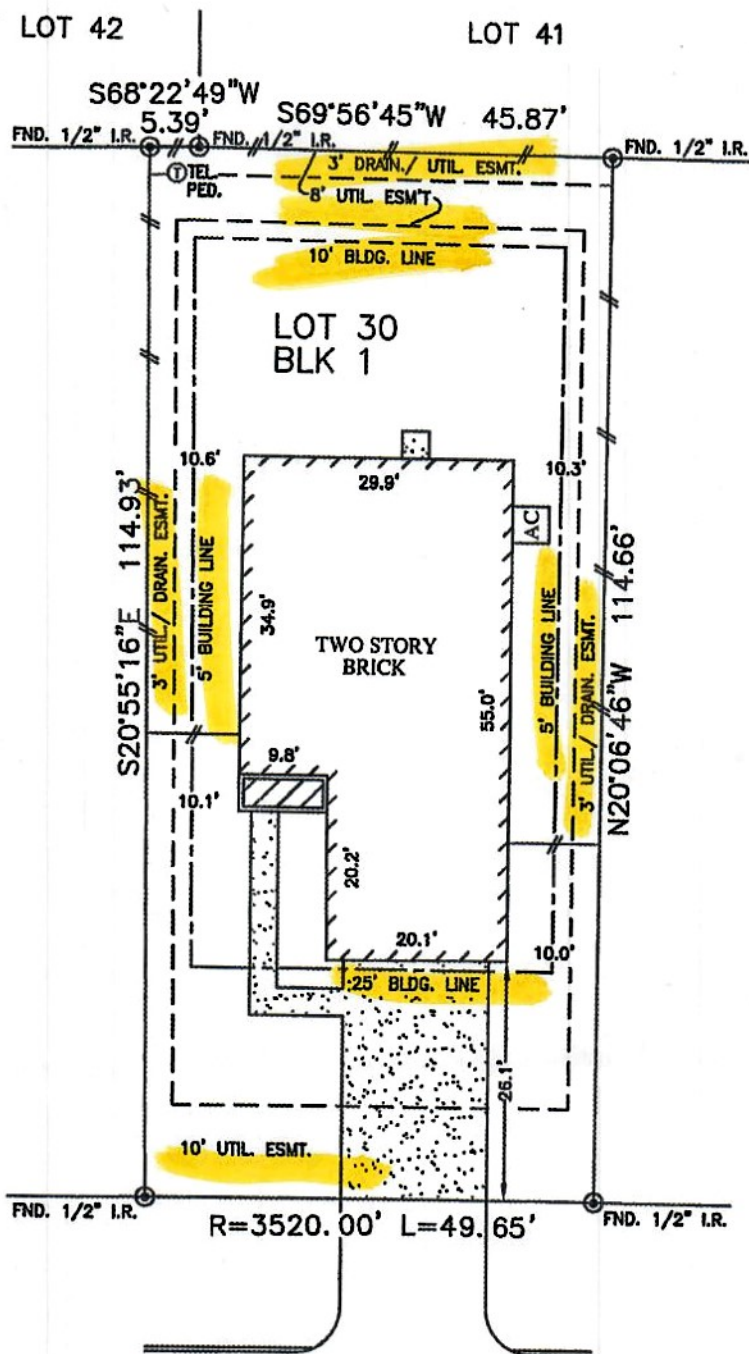 LOT 42
LOT 41
S68°22'49"W
5.39'
S69°56'45"W 45.87'
FND. 1/2" I.R.
FND. 1/2" I.R.
FND. 1/2" I.R.
3' DRAIN./ UTIL. ESMT.
T TEL.
PED.
8' UTIL. ESM'T
10' BLDG. LINE
LOT 30
BLK 1
10.6'
29.9'
10.3'
AC
S20°55'16"E 114.93'
3' UTIL./ DRAIN. ESMT.
5' BUILDING LINE
34.9'
TWO STORY
BRICK
55.0'
5' BUILDING LINE
3' UTIL./ DRAIN. ESMT.
N20°06'46"W 114.66'
9.8'
10.1'
20.2'
20.1'
10.0'
25' BLDG. LINE
26.1'
10' UTIL. ESMT.
FND. 1/2" I.R.
R=3520.00' L=49.65'
FND. 1/2" I.R.